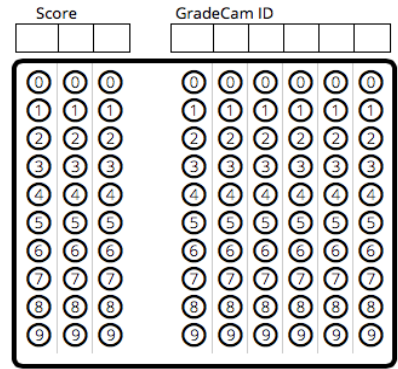 Score GradeCam ID
0 0 0 0 0 0 0 0 0
1 1 1 1 1 1 1 1 1
2 2 2 2 2 2 2 2 2
3 3 3 3 3 3 3 3 3
4 4 4 4 4 4 4 4 4
5 5 5 5 5 5 5 5 5
6 6 6 6 6 6 6 6 6
7 7 7 7 7 7 7 7 7
8 8 8 8 8 8 8 8 8
9 9 9 9 9 9 9 9 9